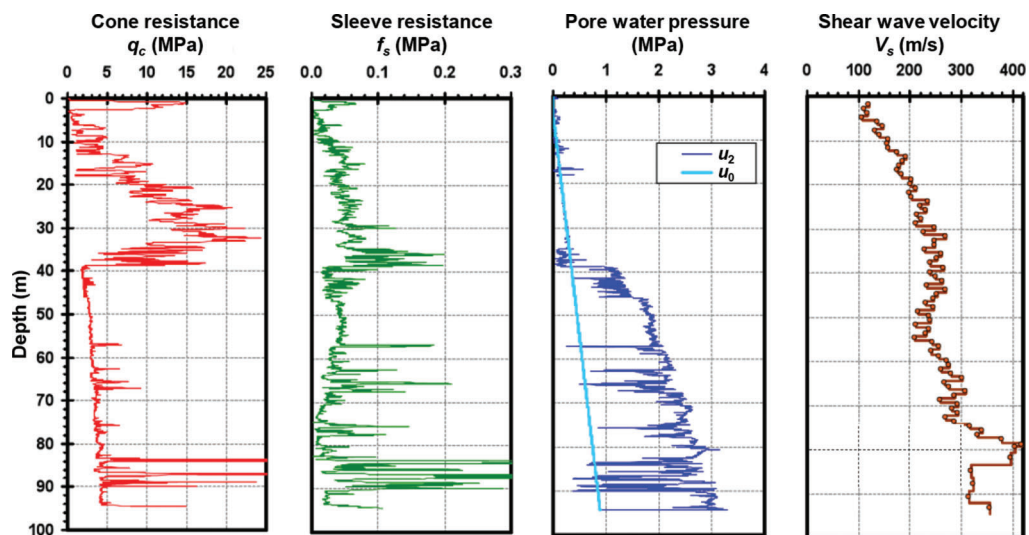 Cone resistance
q_c (MPa)
0 5 10 15 20 25
Sleeve resistance
f_s (MPa)
0.0 0.1 0.2 0.3
Pore water pressure
(MPa)
0 1 2 3 4
Shear wave velocity
V_s (m/s)
0 100 200 300 400
Depth (m)
0
10
20
30
40
50
60
70
80
90
100
u_2
u_0